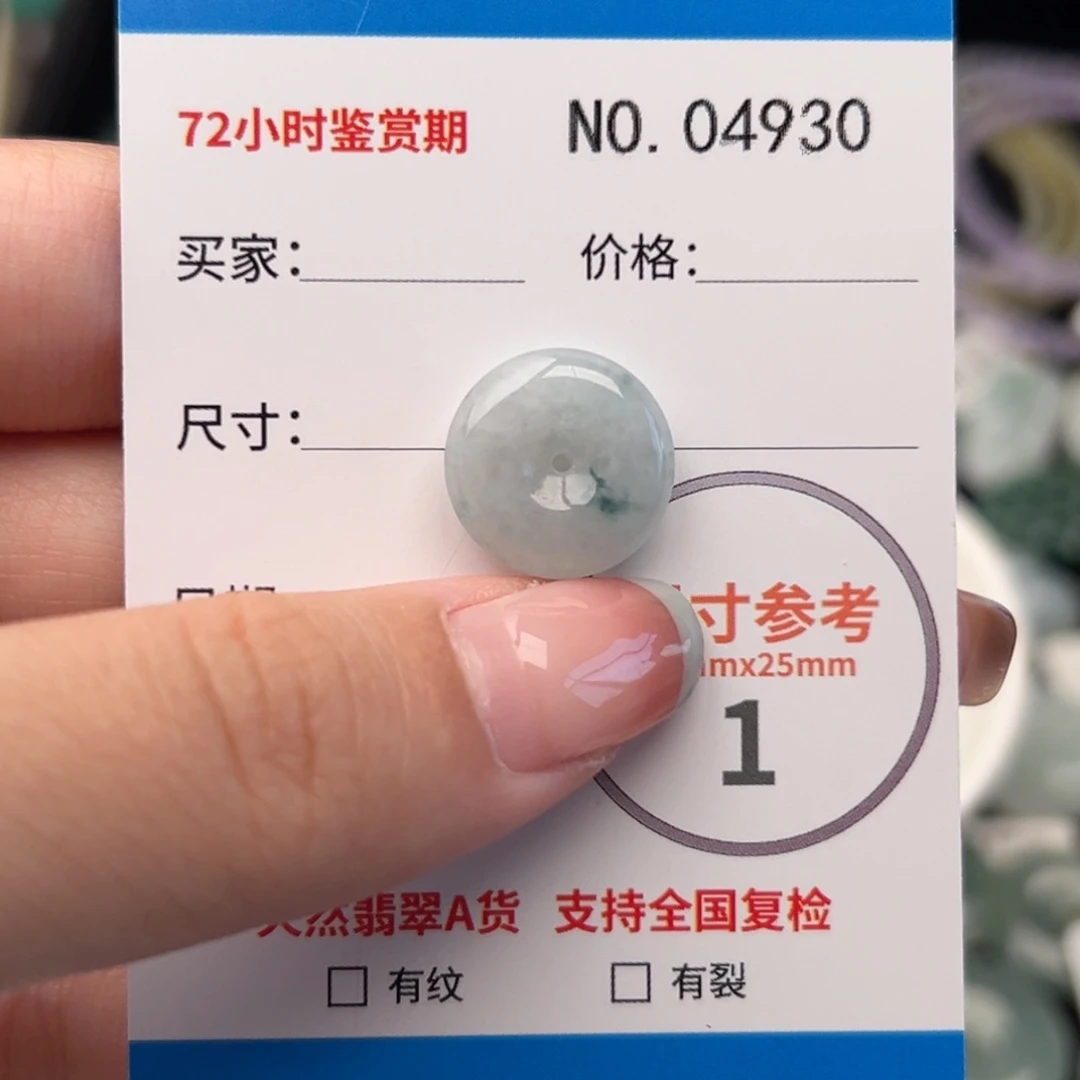 72小时鉴赏期 NO. 04930
买家： 价格：
尺寸：
寸参考
mx25mm
1
天然翡翠A货 支持全国复检
有纹 有裂